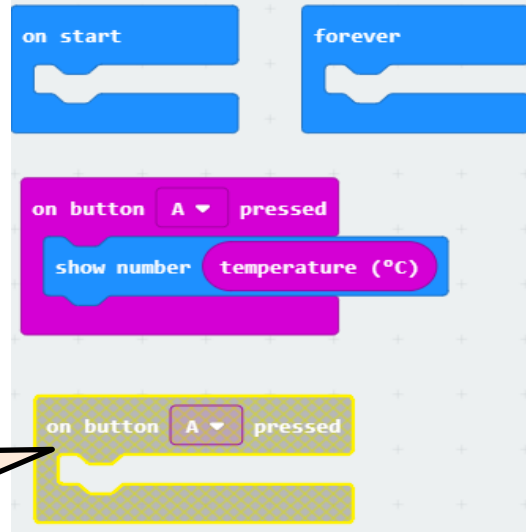 on start
forever
on button A pressed
show number temperature (°C)
on button A pressed